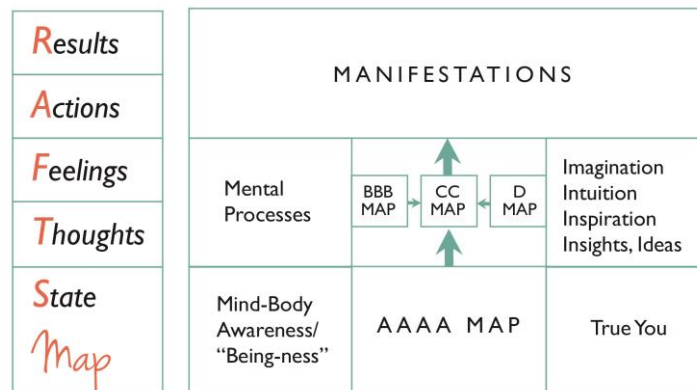 Results
Actions
Feelings
Thoughts
State
Map
MANIFESTATIONS
Mental
Processes
BBB
MAP
CC
MAP
D
MAP
Imagination
Intuition
Inspiration
Insights, Ideas
Mind-Body
Awareness/
“Being-ness”
AAAA MAP
True You